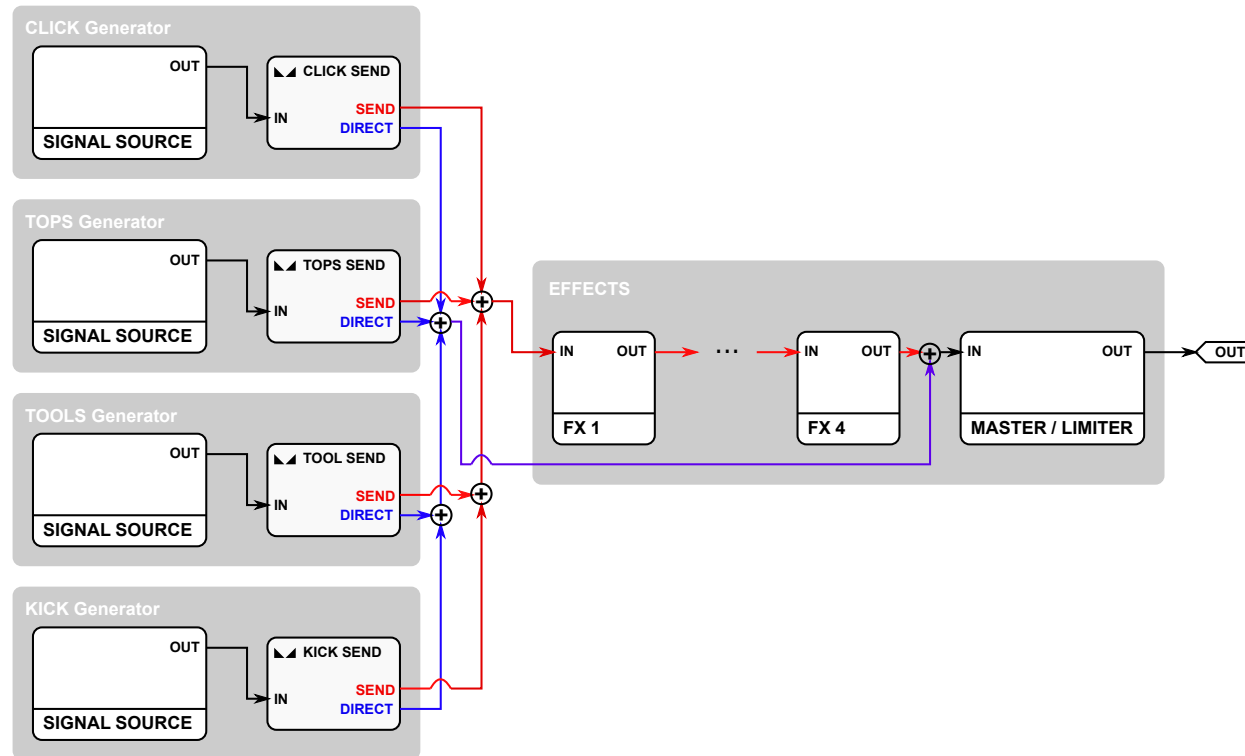 CLICK Generator
OUT
SIGNAL SOURCE
CLICK SEND
IN
SEND
DIRECT
TOPS Generator
OUT
SIGNAL SOURCE
TOPS SEND
IN
SEND
DIRECT
TOOLS Generator
OUT
SIGNAL SOURCE
TOOL SEND
IN
SEND
DIRECT
KICK Generator
OUT
SIGNAL SOURCE
KICK SEND
IN
SEND
DIRECT
EFFECTS
IN OUT
FX 1
...
IN OUT
FX 4
IN OUT
MASTER / LIMITER
OUT